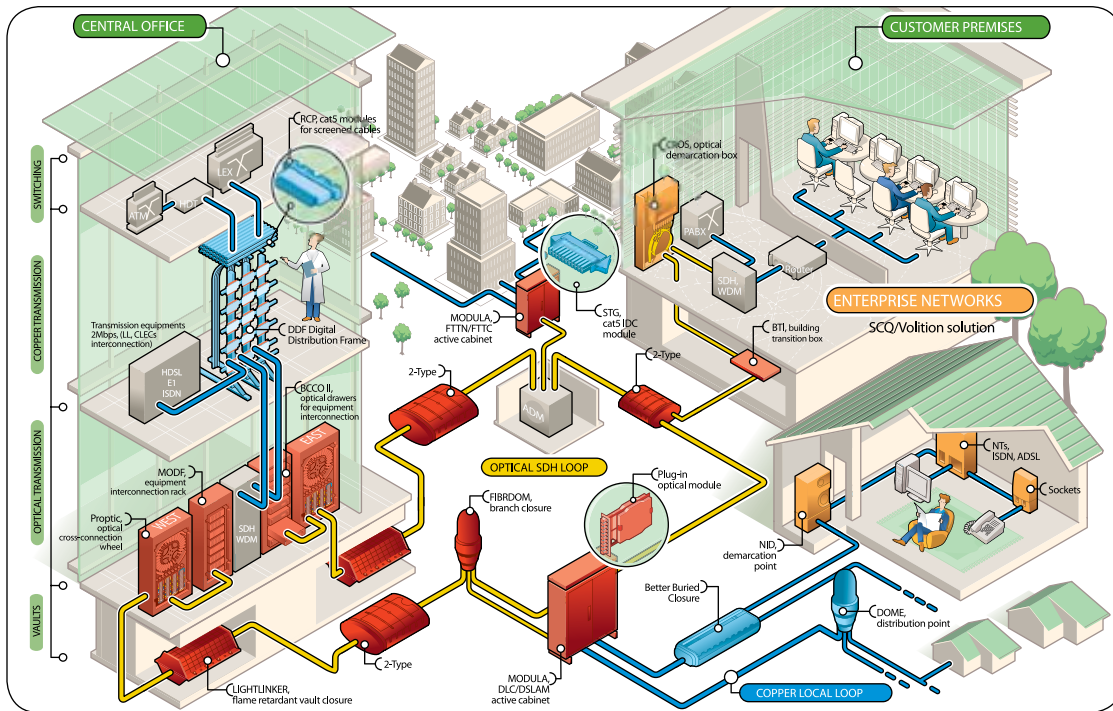 CENTRAL OFFICE
CUSTOMER PREMISES
SWITCHING
COPPER TRANSMISSION
OPTICAL TRANSMISSION
VAULTS
RCP, cat5 modules
for screened cables
LEX
HDT
ATM
CROS, optical
demarcation box
PABX
SDH,
WDM
Router
ENTERPRISE NETWORKS
SCQ/Volition solution
Transmission equipments
2Mbps, (LL, CLECs
interconnection)
HDSL
E1
ISDN
DDF Digital
Distribution Frame
MODULA,
FTTN/FTTC
active cabinet
STG,
cat5 IDC
module
BTI, building
transition box
2-Type
2-Type
ADM
BCCO II,
optical drawers
for equipment
interconnection
EAST
MODF,
equipment
interconnection rack
Proptic,
optical
cross-connection
wheel
WEST
SDH
WDM
OPTICAL SDH LOOP
FIBRDOM,
branch closure
Plug-in
optical module
NTs,
ISDN, ADSL
Sockets
NID,
demarcation
point
Better Buried
Closure
DOME,
distribution point
2-Type
LIGHTLINKER,
flame retardant vault closure
MODULA,
DLC/DSLAM
active cabinet
COPPER LOCAL LOOP